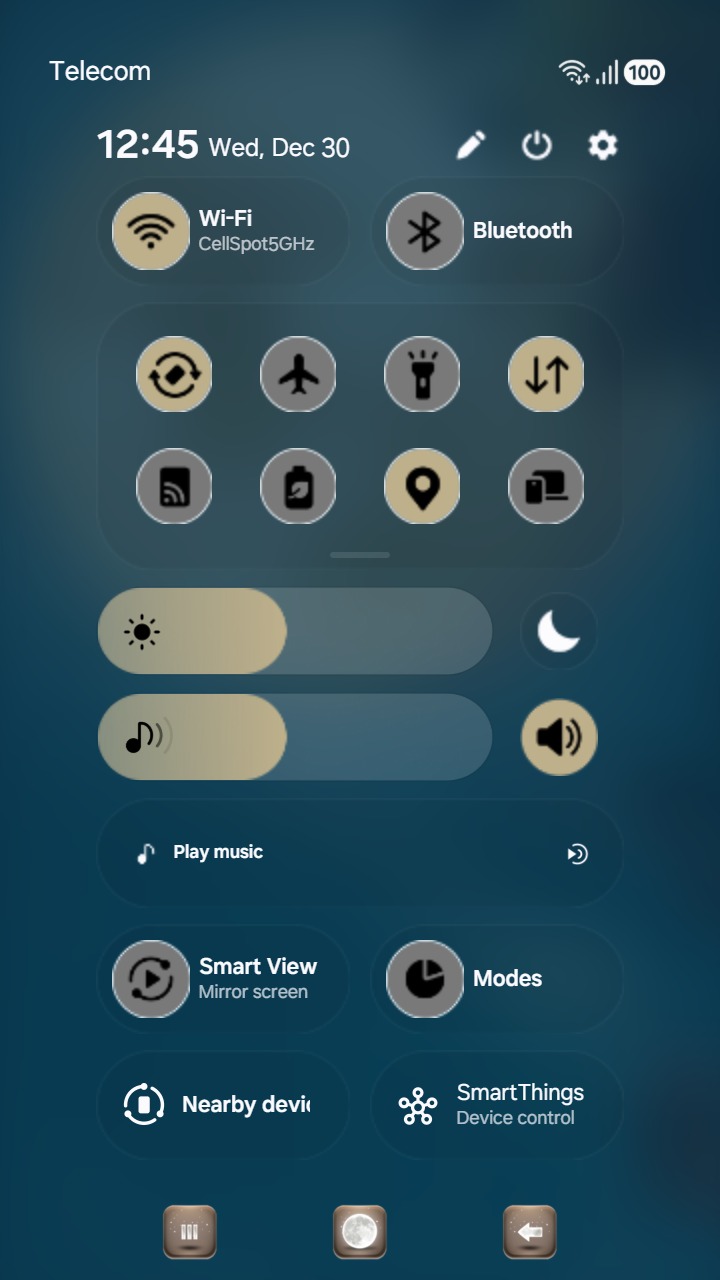 Telecom
100
12:45 Wed, Dec 30
Wi-Fi
CellSpot5GHz
Bluetooth
Play music
Smart View
Mirror screen
Modes
Nearby devi
SmartThings
Device control